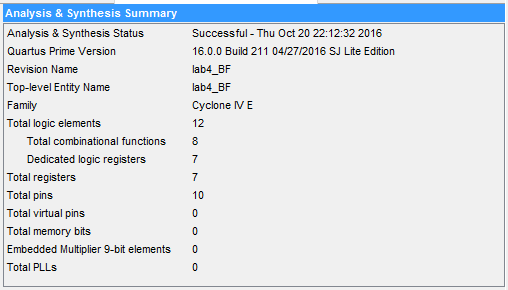 Analysis & Synthesis Summary
Analysis & Synthesis Status Successful - Thu Oct 20 22:12:32 2016
Quartus Prime Version 16.0.0 Build 211 04/27/2016 SJ Lite Edition
Revision Name lab4_BF
Top-level Entity Name lab4_BF
Family Cyclone IV E
Total logic elements 12
Total combinational functions 8
Dedicated logic registers 7
Total registers 7
Total pins 10
Total virtual pins 0
Total memory bits 0
Embedded Multiplier 9-bit elements 0
Total PLLs 0